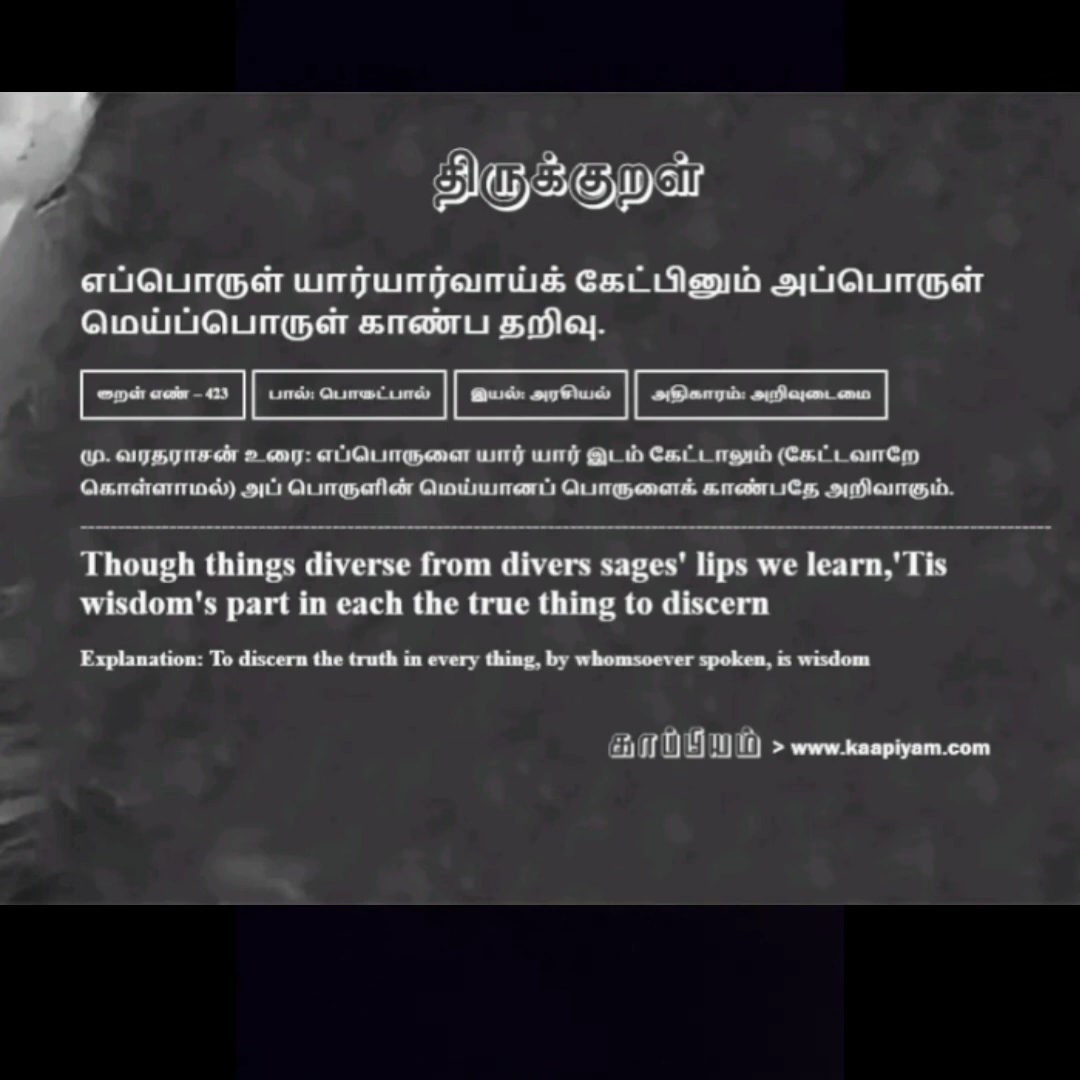 திருக்குறள்
எப்பொருள் யார்யார்வாய்க் கேட்பினும் அப்பொருள்
மெய்ப்பொருள் காண்ப தறிவு.
குறள் எண் – 423 பால்: பொருட்பால் இயல்: அரசியல் அதிகாரம்: அறிவுடைமை
மு. வரதராசன் உரை: எப்பொருளை யார் யார் இடம் கேட்டாலும் (கேட்டவாறே
கொள்ளாமல்) அப் பொருளின் மெய்யானப் பொருளைக் காண்பதே அறிவாகும்.
Though things diverse from divers sages' lips we learn,'Tis
wisdom's part in each the true thing to discern
Explanation: To discern the truth in every thing, by whomsoever spoken, is wisdom
காப்பியம் > www.kaapiyam.com